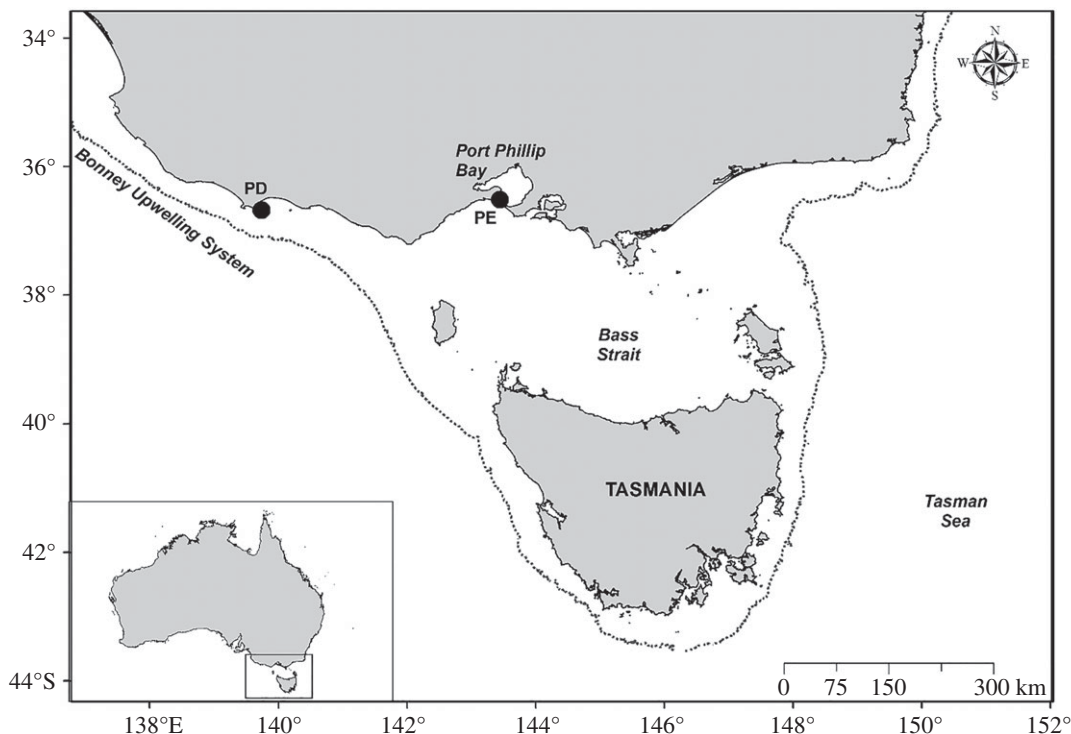 34°
36°
38°
40°
42°
44°S
N
W
E
S
Port Phillip
Bay
PD
PE
Bonney Upwelling System
Bass
Strait
TASMANIA
Tasman
Sea
0 75 150 300 km
138°E 140° 142° 144° 146° 148° 150° 152°